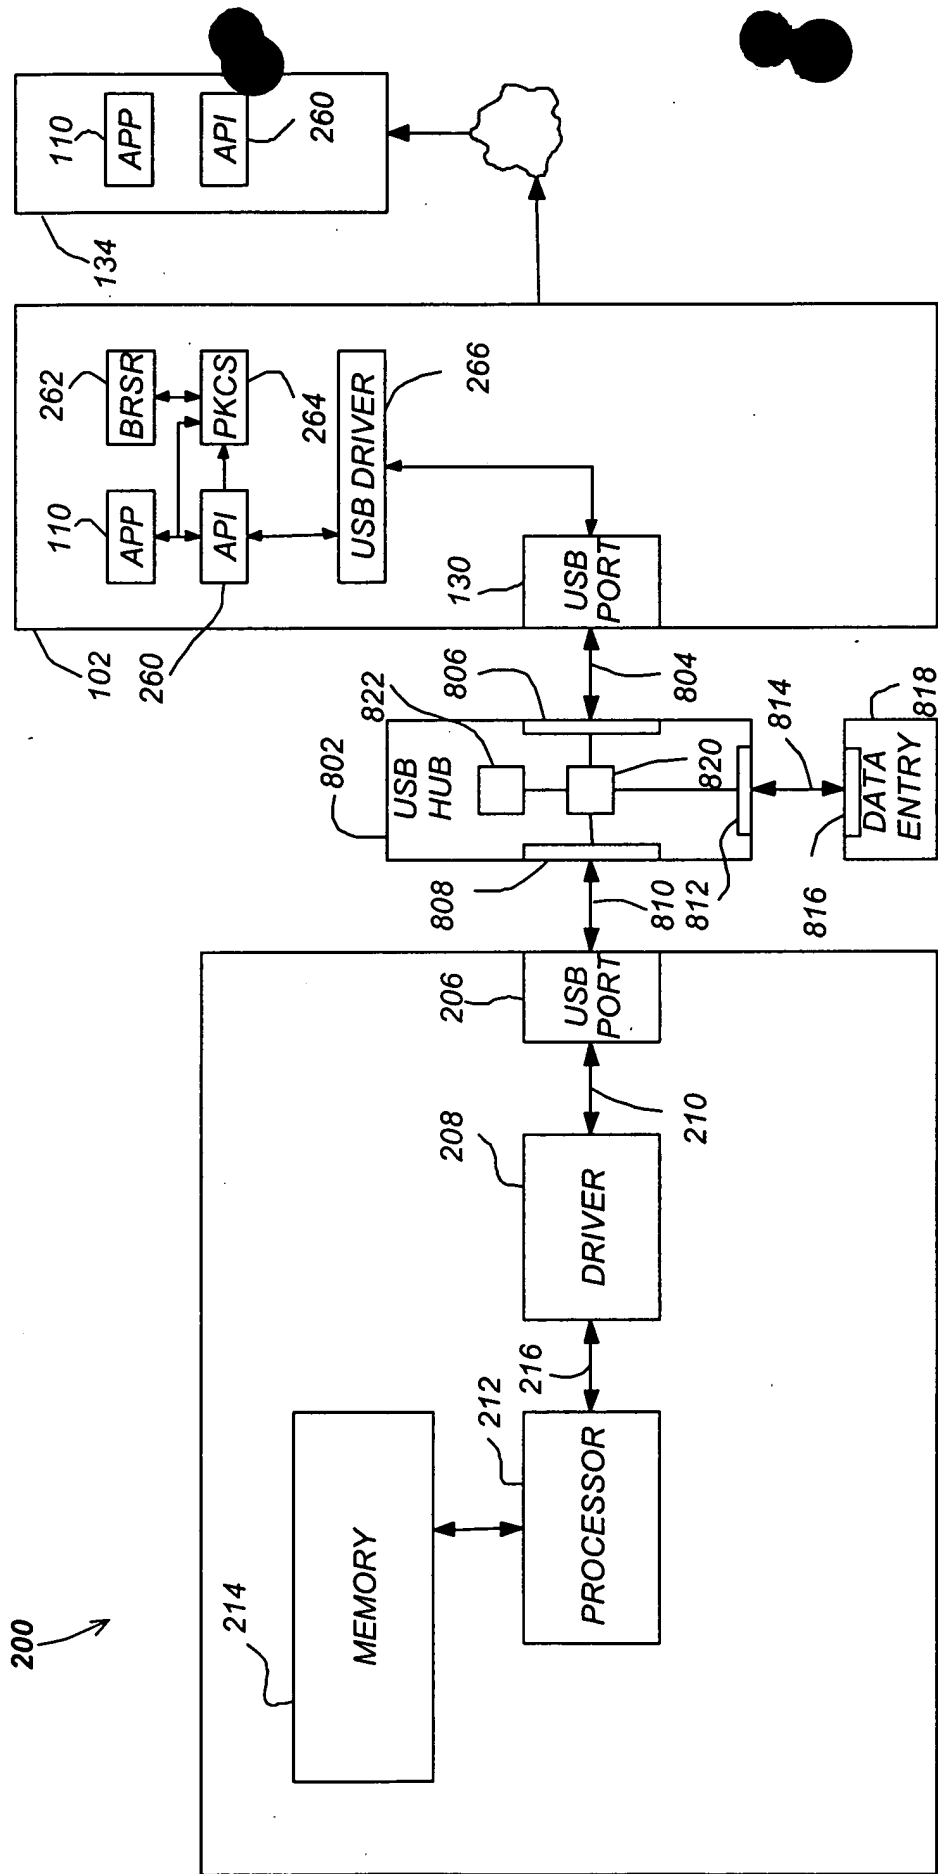 200
214
MEMORY
212
PROCESSOR
216
208
DRIVER
210
206
USB
PORT
802
USB
HUB
822
808
806
820
810
812
804
814
816
818
DATA
ENTRY
102
260
110
APP
262
BRSR
API
PKCS
264
USB DRIVER
266
130
USB
PORT
134
110
APP
API
260